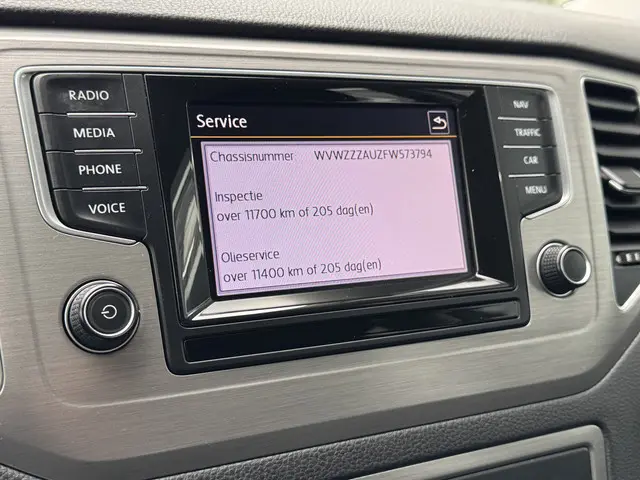 RADIO
MEDIA
PHONE
VOICE
Service
Chassisnummer: WVWZZZAUZFW573794
Inspectie
over 11700 km of 205 dag(en)
Olieservice
over 11400 km of 205 dag(en)
NAV
TRAFFIC
CAR
MENU